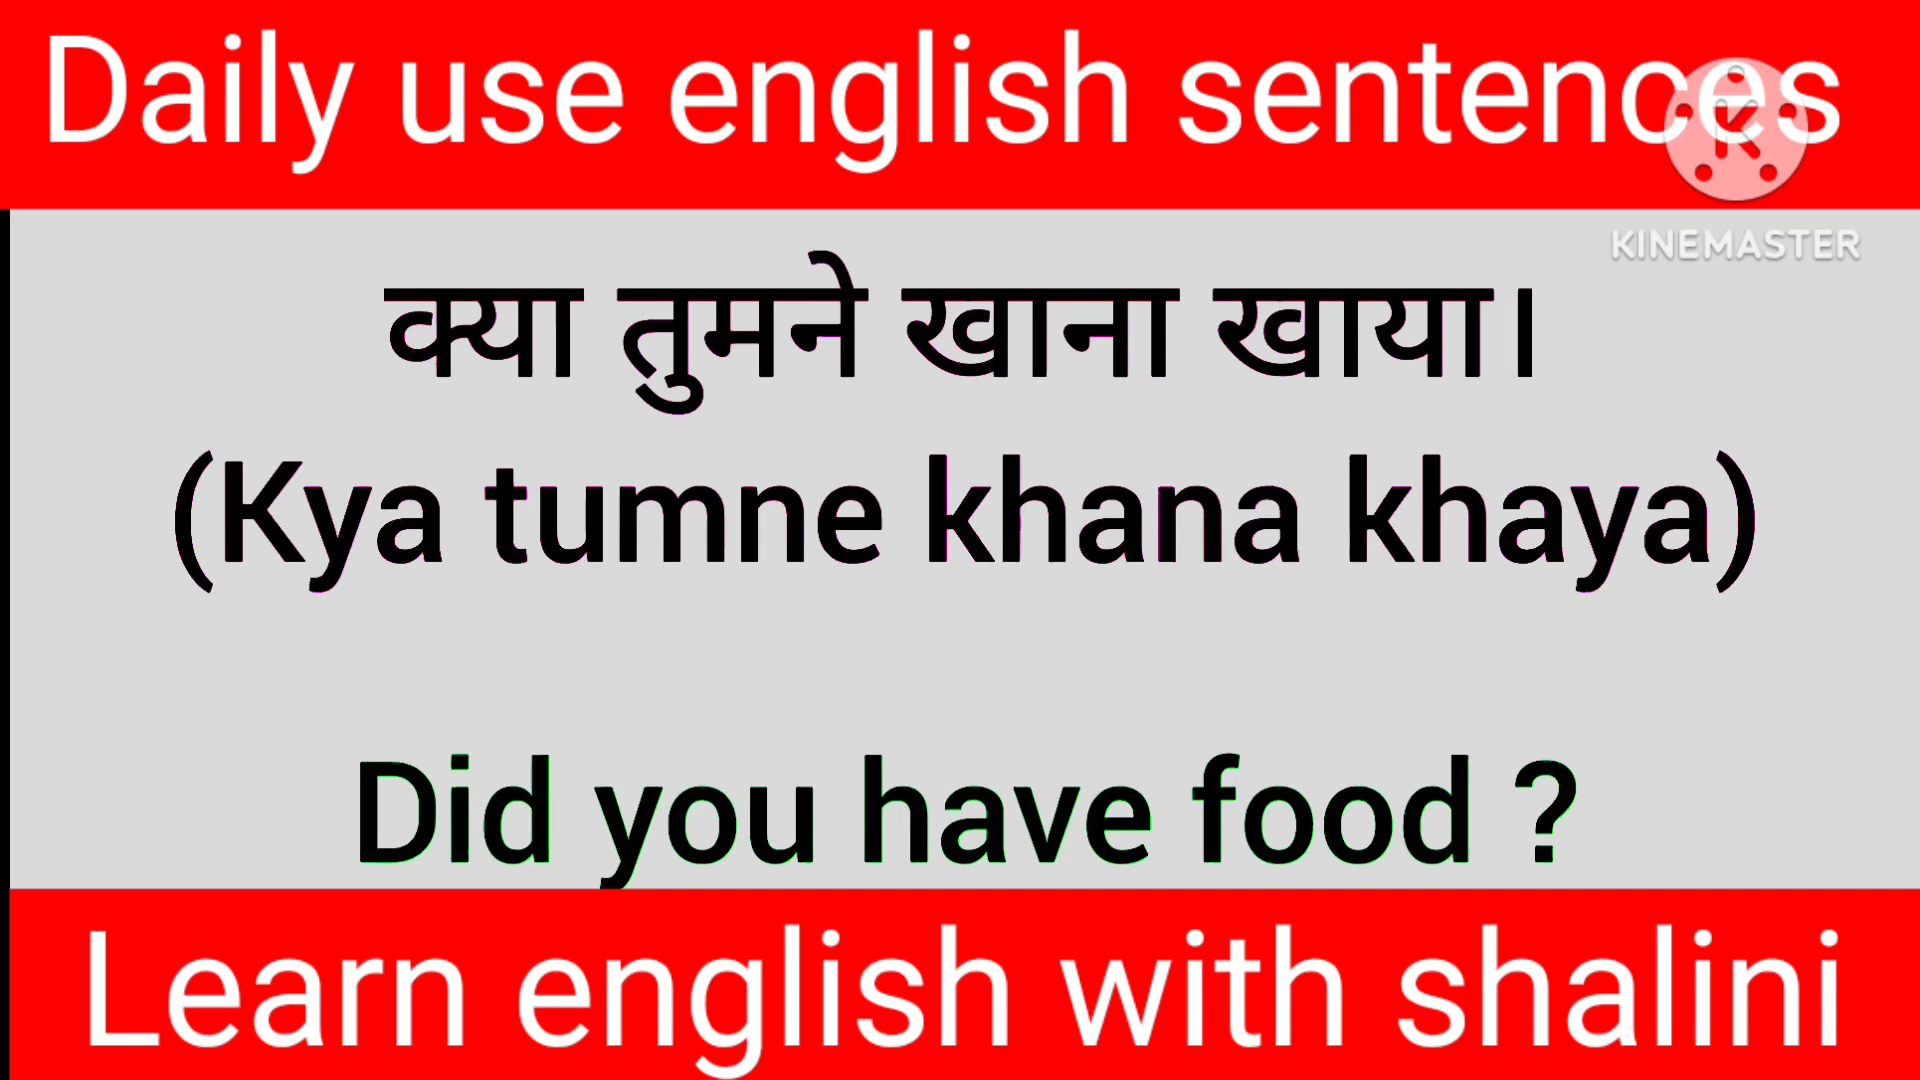 Daily use english sentences
KINEMASTER
क्या तुमने खाना खाया।
(Kya tumne khana khaya)
Did you have food ?
Learn english with shalini